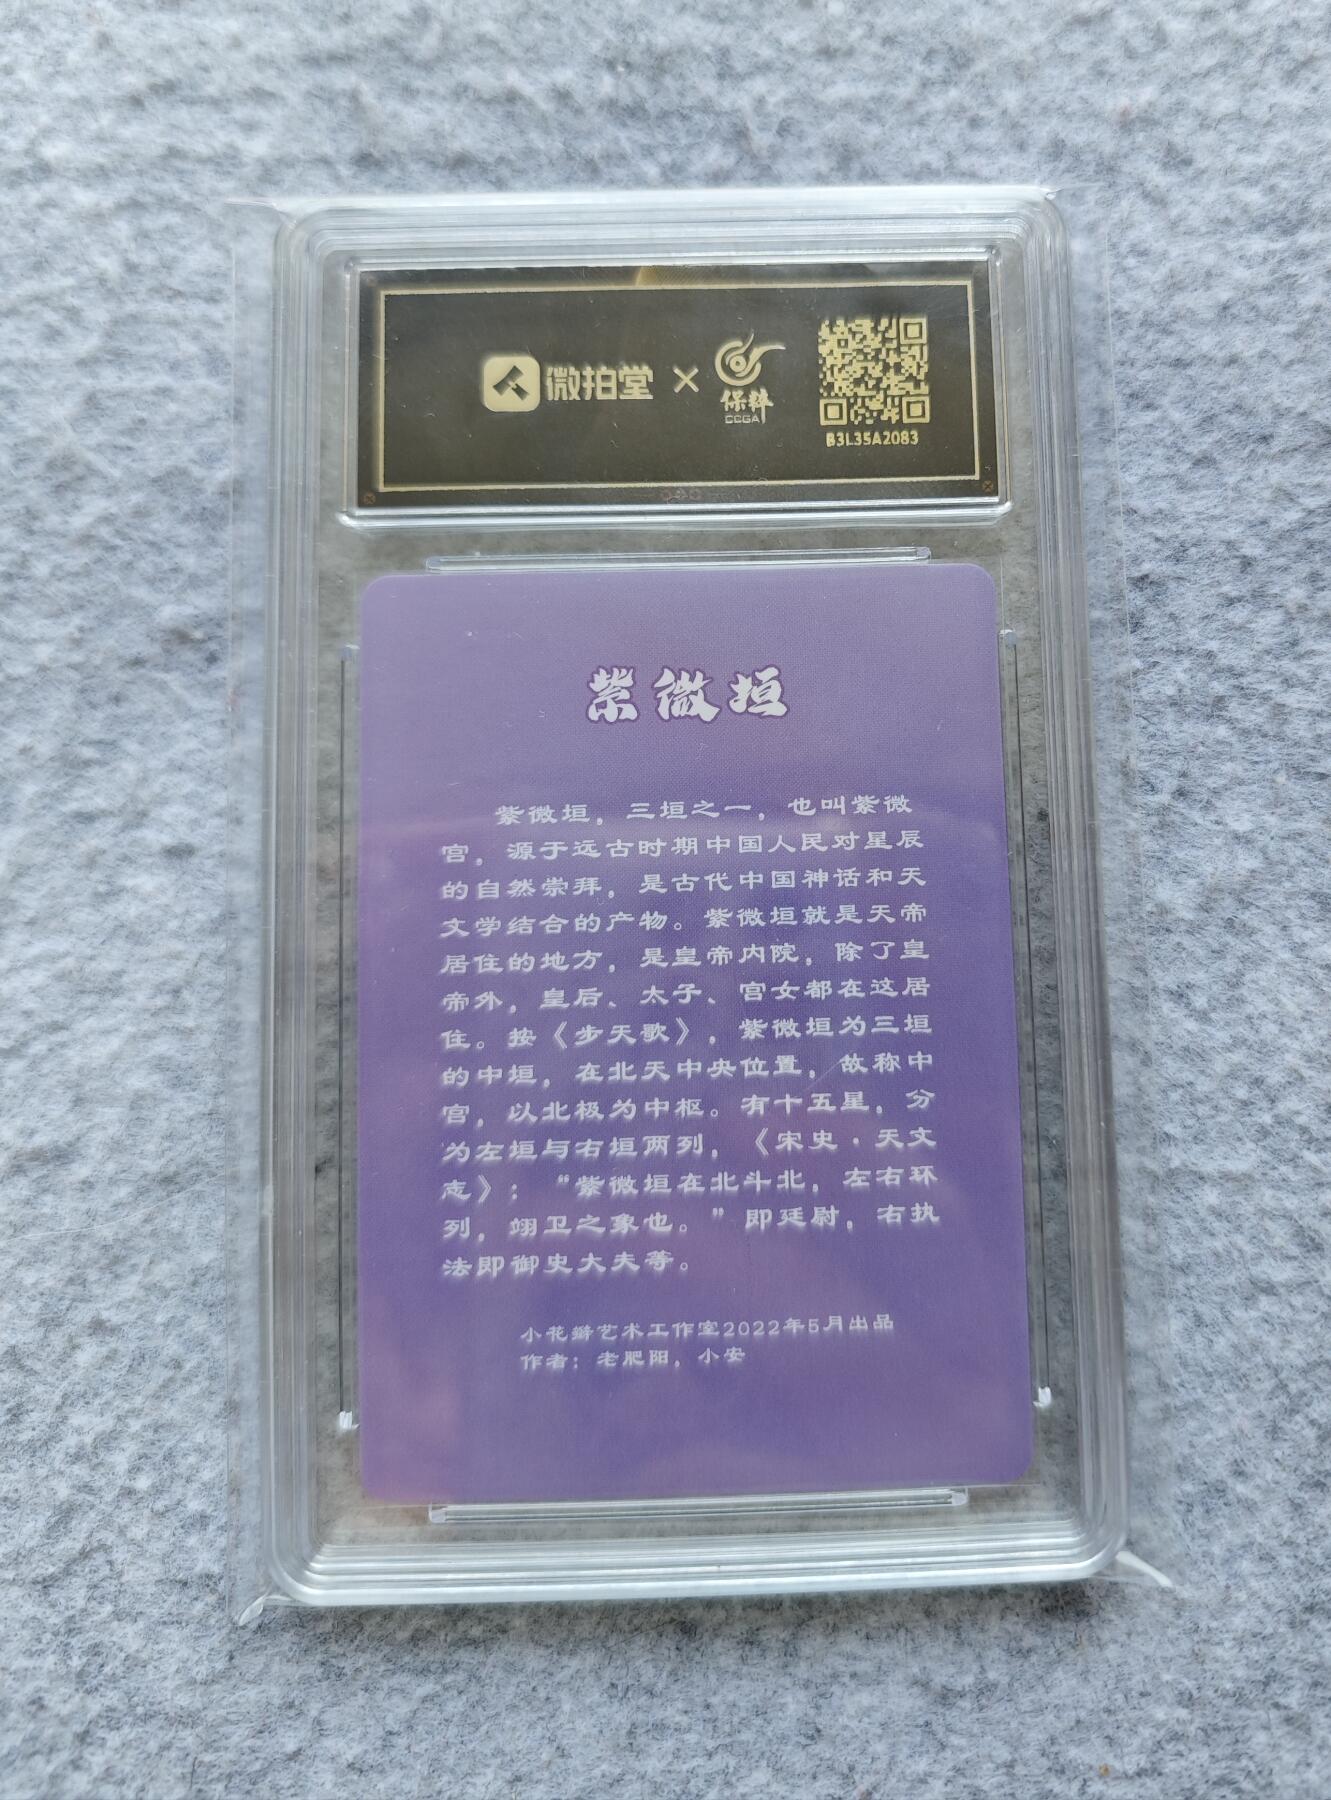 微拍堂 × 保粹
CCGA
B3L35A2083
紫微垣
紫微垣，三垣之一，也叫紫微
宫，源于远古时期中国人民对星辰
的自然崇拜，是古代中国神话和天
文学结合的产物。紫微垣就是天帝
居住的地方，是皇帝内院，除了皇
帝外，皇后、太子、宫女都在这居
住。按《步天歌》，紫微垣为三垣
的中垣，在北天中央位置，故称中
宫，以北极为中枢。有十五星，分
为左垣与右垣两列，《宋史·天文
志》：“紫微垣在北斗北，左右环
列，翊卫之象也。”即廷尉，右执
法即御史大夫等。
小花瓣艺术工作室2022年5月出品
作者：老肥阳，小安